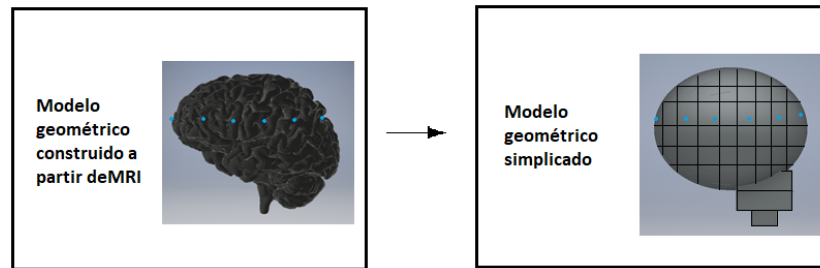 Modelo
geométrico
construido a
partir deMRI
Modelo
geométrico
simplicado